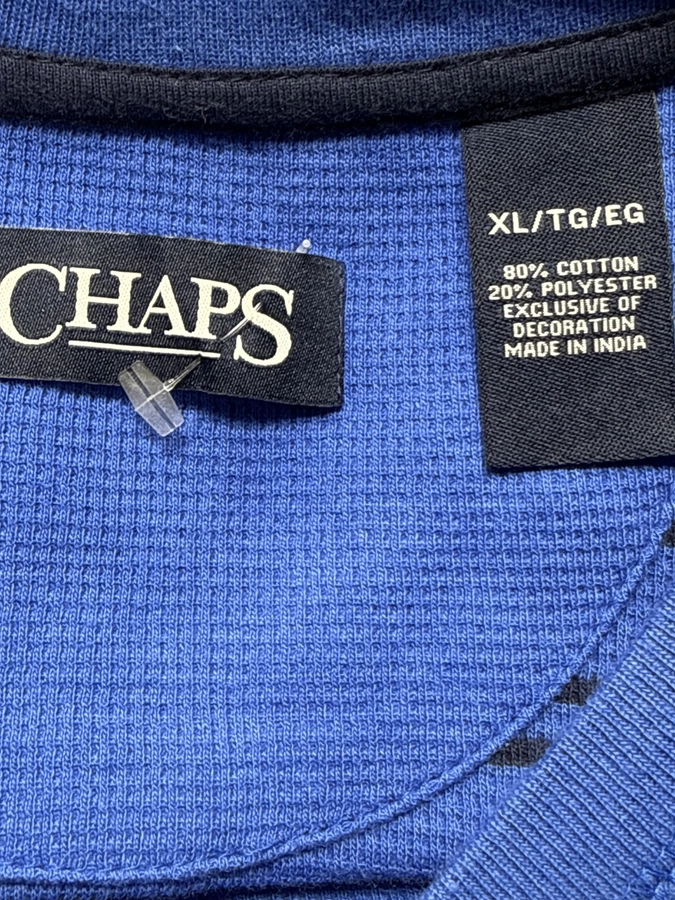 CHAPS
XL/TG/EG
80% COTTON
20% POLYESTER
EXCLUSIVE OF
DECORATION
MADE IN INDIA